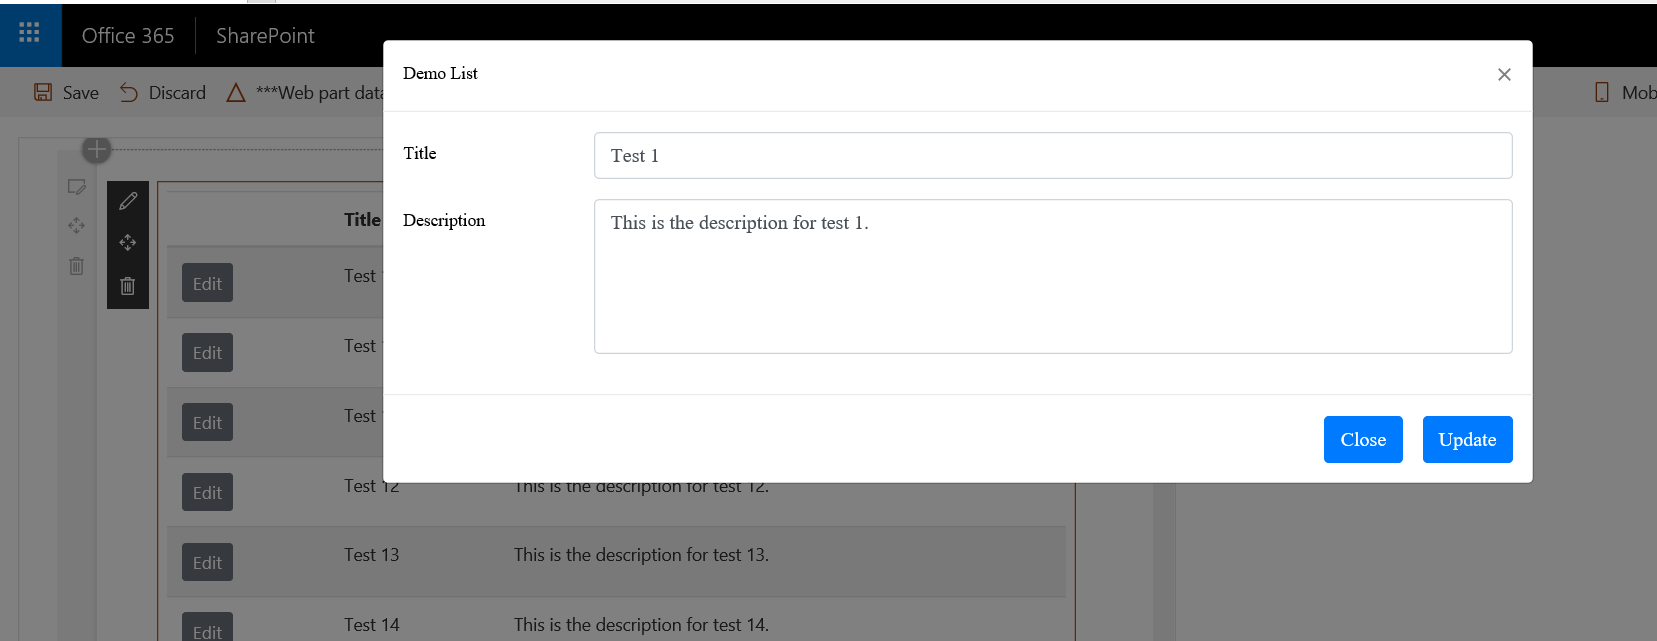 Office 365 SharePoint
Demo List
Save Discard ***Web part data
Mob
Title Test 1
Title
Description This is the description for test 1.
Edit Test
Edit Test
Edit Test
Close Update
Edit Test 12 This is the description for test 12.
Edit Test 13 This is the description for test 13.
Edit Test 14 This is the description for test 14.